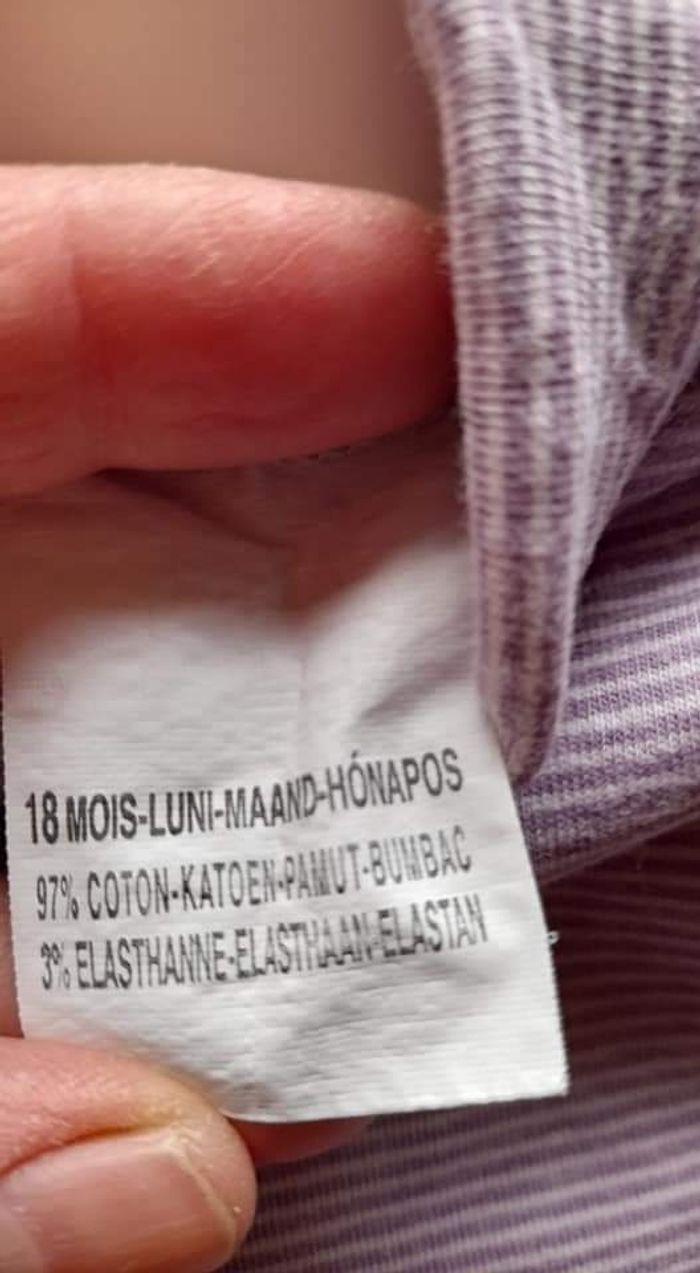 18 MOIS-LUNI-MAAND-HÓNAPOS
97% COTON-KATOEN-PAMUT-BUMBAC
3% ELASTHANNE-ELASTHAAN-ELASTAN